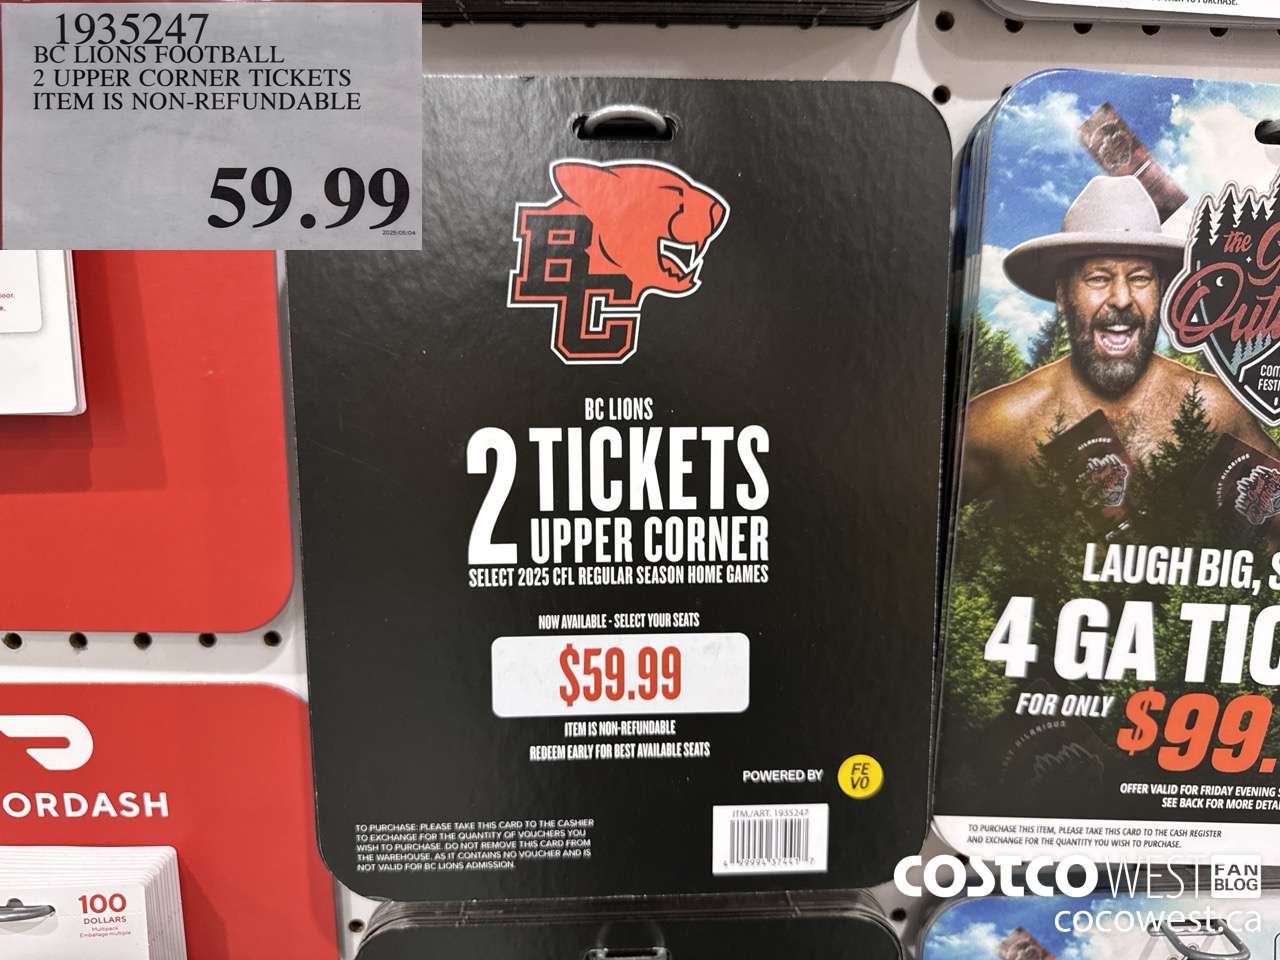 1935247
BC LIONS FOOTBALL
2 UPPER CORNER TICKETS
ITEM IS NON-REFUNDABLE
59.99
2025/05/04
BC
BC LIONS
2 TICKETS
UPPER CORNER
SELECT 2025 CFL REGULAR SEASON HOME GAMES
NOW AVAILABLE - SELECT YOUR SEATS
$59.99
ITEM IS NON-REFUNDABLE
REDEEM EARLY FOR BEST AVAILABLE SEATS
POWERED BY
FE
VO
TO PURCHASE: PLEASE TAKE THIS CARD TO THE CASHIER
TO EXCHANGE FOR THE QUANTITY OF VOUCHERS YOU
WISH TO PURCHASE. DO NOT REMOVE THIS CARD FROM
THE WAREHOUSE, AS IT CONTAINS NO VOUCHER AND IS
NOT VALID FOR BC LIONS ADMISSION.
ITM./ART. 1935247
the
LAUGH BIG,
4 GA TIC
FOR ONLY $99.
OFFER VALID FOR FRIDAY EVENING
SEE BACK FOR MORE DETA
TO PURCHASE THIS ITEM, PLEASE TAKE THIS CARD TO THE CASH REGISTER
AND EXCHANGE FOR THE QUANTITY YOU WISH TO PURCHASE.
ORDASH
100
DOLLARS
Multipack
Emballage multiple
COSTCO WEST FAN BLOG
cocowest.ca